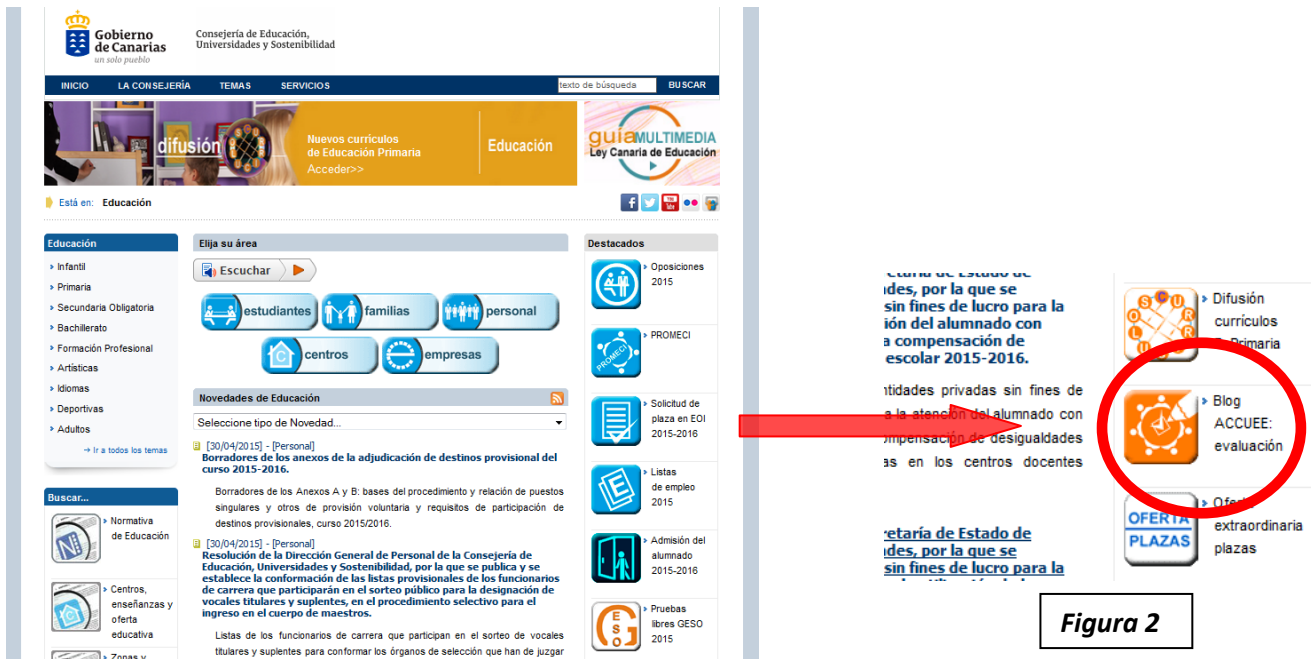 Gobierno
de Canarias
un solo pueblo
Consejería de Educación,
Universidades y Sostenibilidad
INICIO LA CONSEJERÍA TEMAS SERVICIOS texto de búsqueda BUSCAR
difusión
Nuevos currículos
de Educación Primaria
Acceder>>
Educación
guíaMULTIMEDIA
Ley Canaria de Educación
Está en: Educación
Educación
Infantil
Primaria
Secundaria Obligatoria
Bachillerato
Formación Profesional
Artísticas
Idiomas
Deportivas
Adultos
Ir a todos los temas
Buscar...
Normativa
de Educación
Centros,
enseñanzas y
oferta
educativa
Zonas y
Elija su área
Escuchar
estudiantes familias personal
centros empresas
Novedades de Educación
Seleccione tipo de Novedad...
[30/04/2015] - [Personal]
Borradores de los anexos de la adjudicación de destinos provisional del
curso 2015-2016.
Borradores de los Anexos A y B: bases del procedimiento y relación de puestos
singulares y otros de provisión voluntaria y requisitos de participación de
destinos provisionales, curso 2015/2016.
[30/04/2015] - [Personal]
Resolución de la Dirección General de Personal de la Consejería de
Educación, Universidades y Sostenibilidad, por la que se publica y se
establece la conformación de las listas provisionales de los funcionarios
de carrera que participarán en el sorteo público para la designación de
vocales titulares y suplentes, en el procedimiento selectivo para el
ingreso en el cuerpo de maestros.
Listas de los funcionarios de carrera que participan en el sorteo de vocales
titulares y suplentes para conformar los órganos de selección que han de juzgar
Destacados
Oposiciones
2015
PROMECI
PROMECI
Solicitud de
plaza en EOI
2015-2016
Listas
de empleo
2015
Admisión del
alumnado
2015-2016
GESO
Pruebas
libres GESO
2015
cretaría de Estado de
des, por la que se
sin fines de lucro para la
ión del alumnado con
a compensación de
escolar 2015-2016.
ntidades privadas sin fines de
a la atención del alumnado con
ompensación de desigualdades
as en los centros docentes
retaría de Estado de
des, por la que se
sin fines de lucro para la
Difusión
currículos
Primaria
Blog
ACCUEE:
evaluación
OFERTA
PLAZAS
Oferta
extraordinaria
plazas
Figura 2